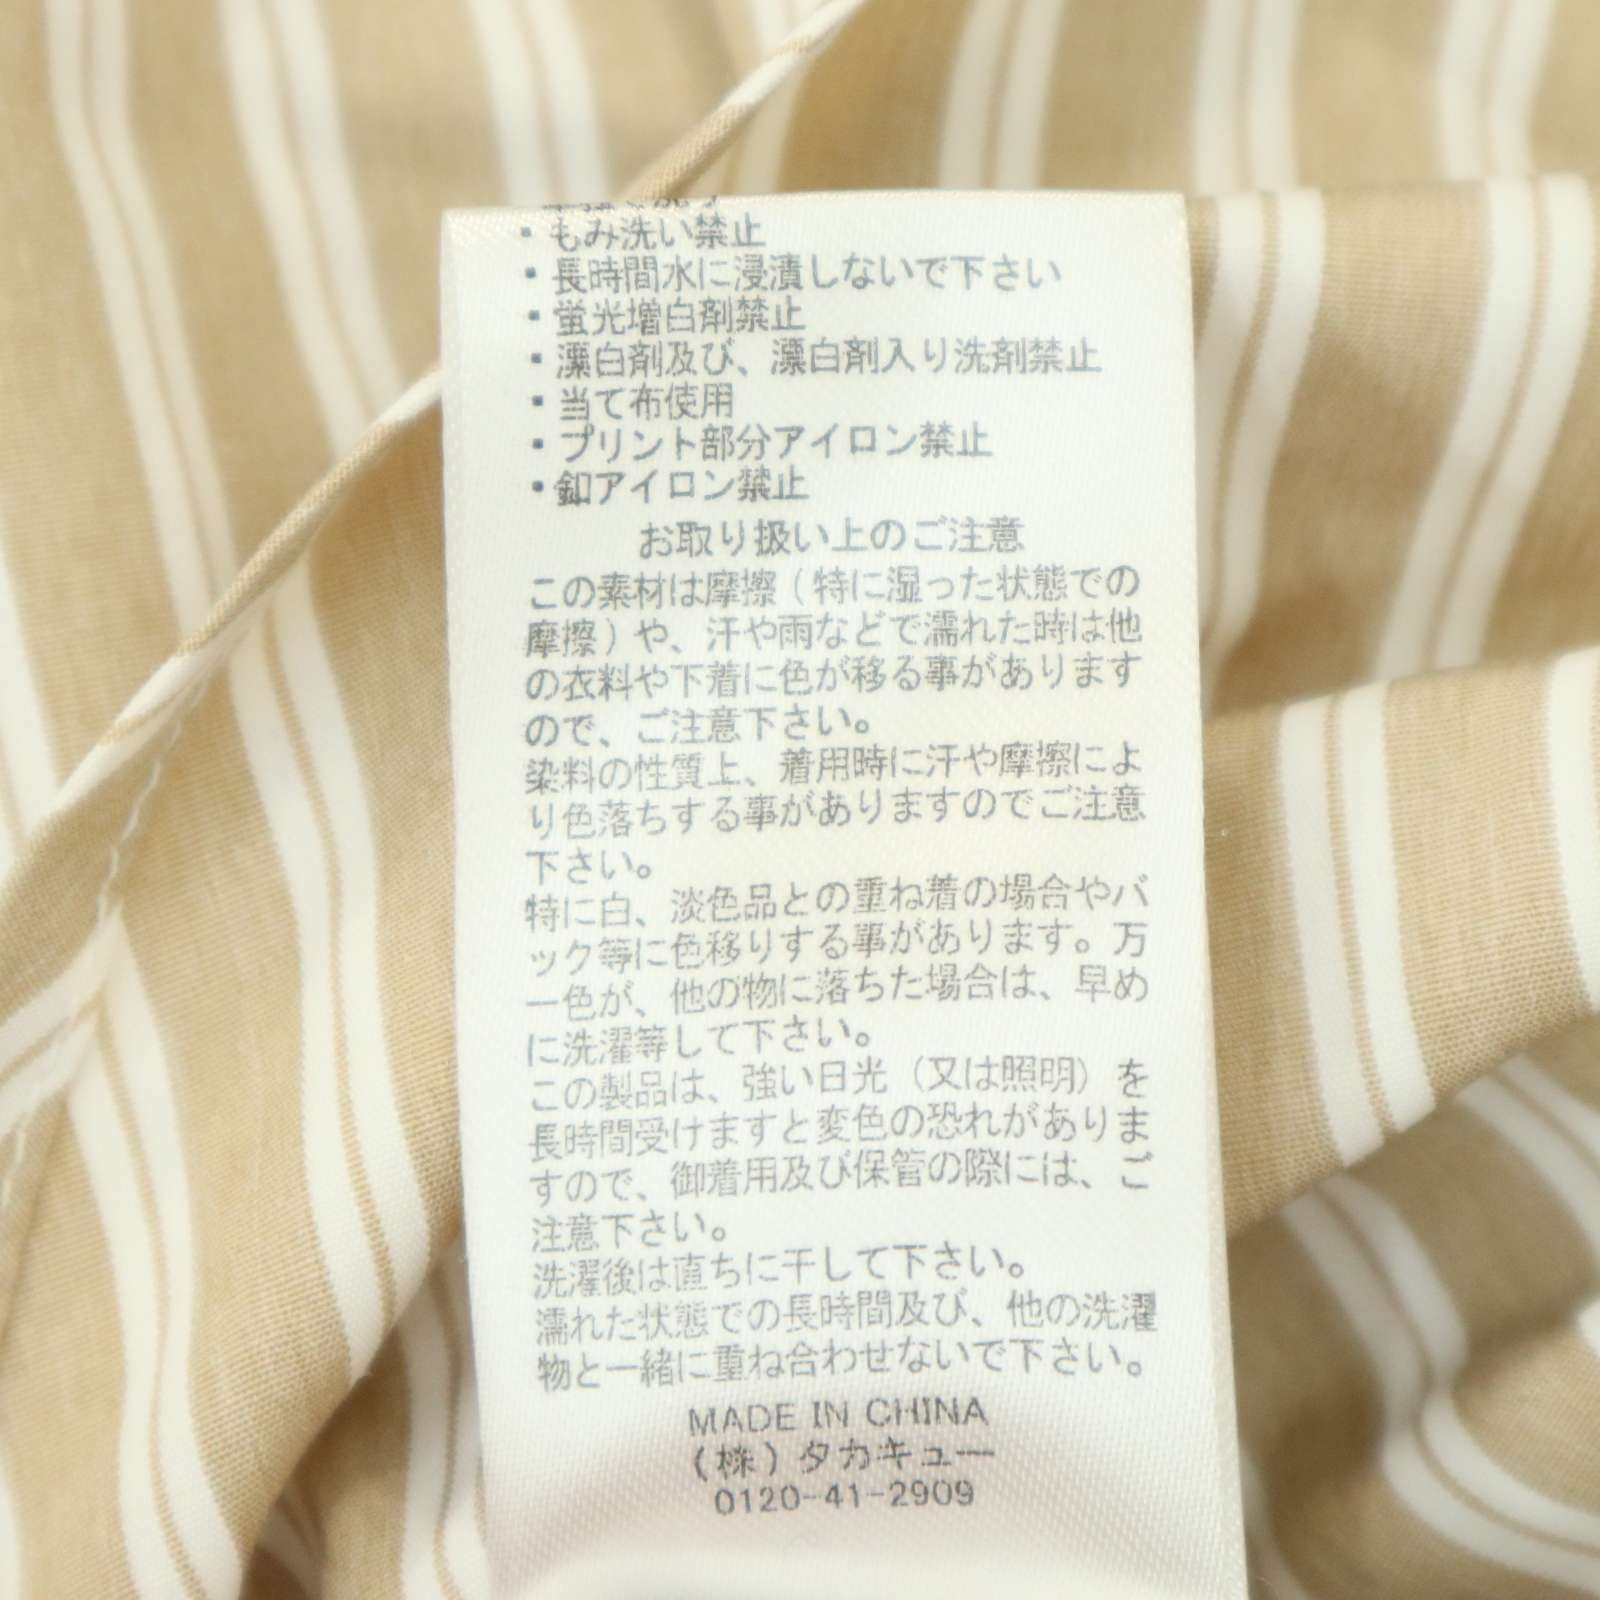 ・もみ洗い禁止
・長時間水に浸漬しないで下さい
・蛍光増白剤禁止
・漂白剤及び、漂白剤入り洗剤禁止
・当て布使用
・プリント部分アイロン禁止
・釦アイロン禁止
お取り扱い上のご注意
この素材は摩擦(特に湿った状態での
摩擦)や、汗や雨などで濡れた時は他
の衣料や下着に色が移る事があります
ので、ご注意下さい。
染料の性質上、着用時に汗や摩擦によ
り色落ちする事がありますのでご注意
下さい。
特に白、淡色品との重ね着の場合やバ
ック等に色移りする事があります。万
一色が、他の物に落ちた場合は、早め
に洗濯等して下さい。
この製品は、強い日光(又は照明)を
長時間受けますと変色の恐れがありま
すので、御着用及び保管の際には、ご
注意下さい。
洗濯後は直ちに干して下さい。
濡れた状態での長時間及び、他の洗濯
物と一緒に重ね合わせないで下さい。
MADE IN CHINA
(株)タカキュー
0120-41-2909